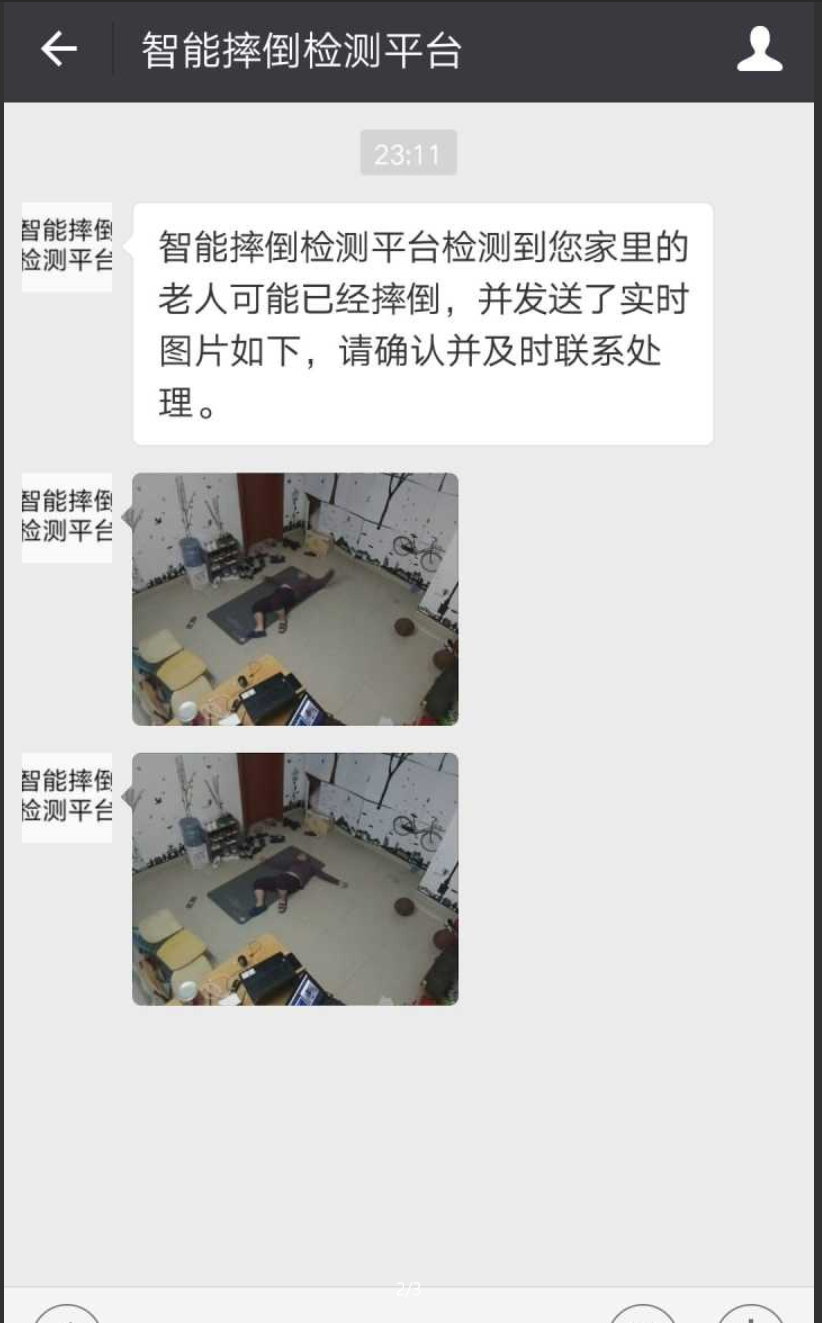 智能摔倒检测平台
23:11
智能摔倒
检测平台
智能摔倒检测平台检测到您家里的
老人可能已经摔倒，并发送了实时
图片如下，请确认并及时联系处
理。
智能摔倒
检测平台
智能摔倒
检测平台
2/3